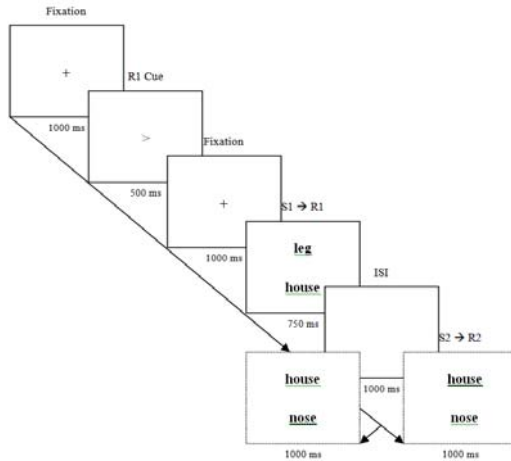 Fixation
+
R1 Cue
1000 ms
>
Fixation
500 ms
+
S1 → R1
1000 ms
leg
house
ISI
750 ms
S2 → R2
house
nose
1000 ms
house
nose
1000 ms
1000 ms